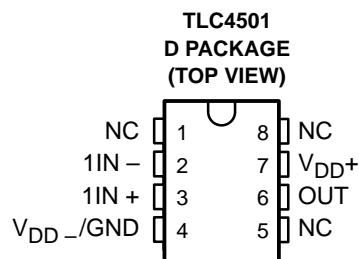 TLC4501
D PACKAGE
(TOP VIEW)
NC 1 8 NC
1IN – 2 7 VDD+
1IN + 3 6 OUT
VDD –/GND 4 5 NC